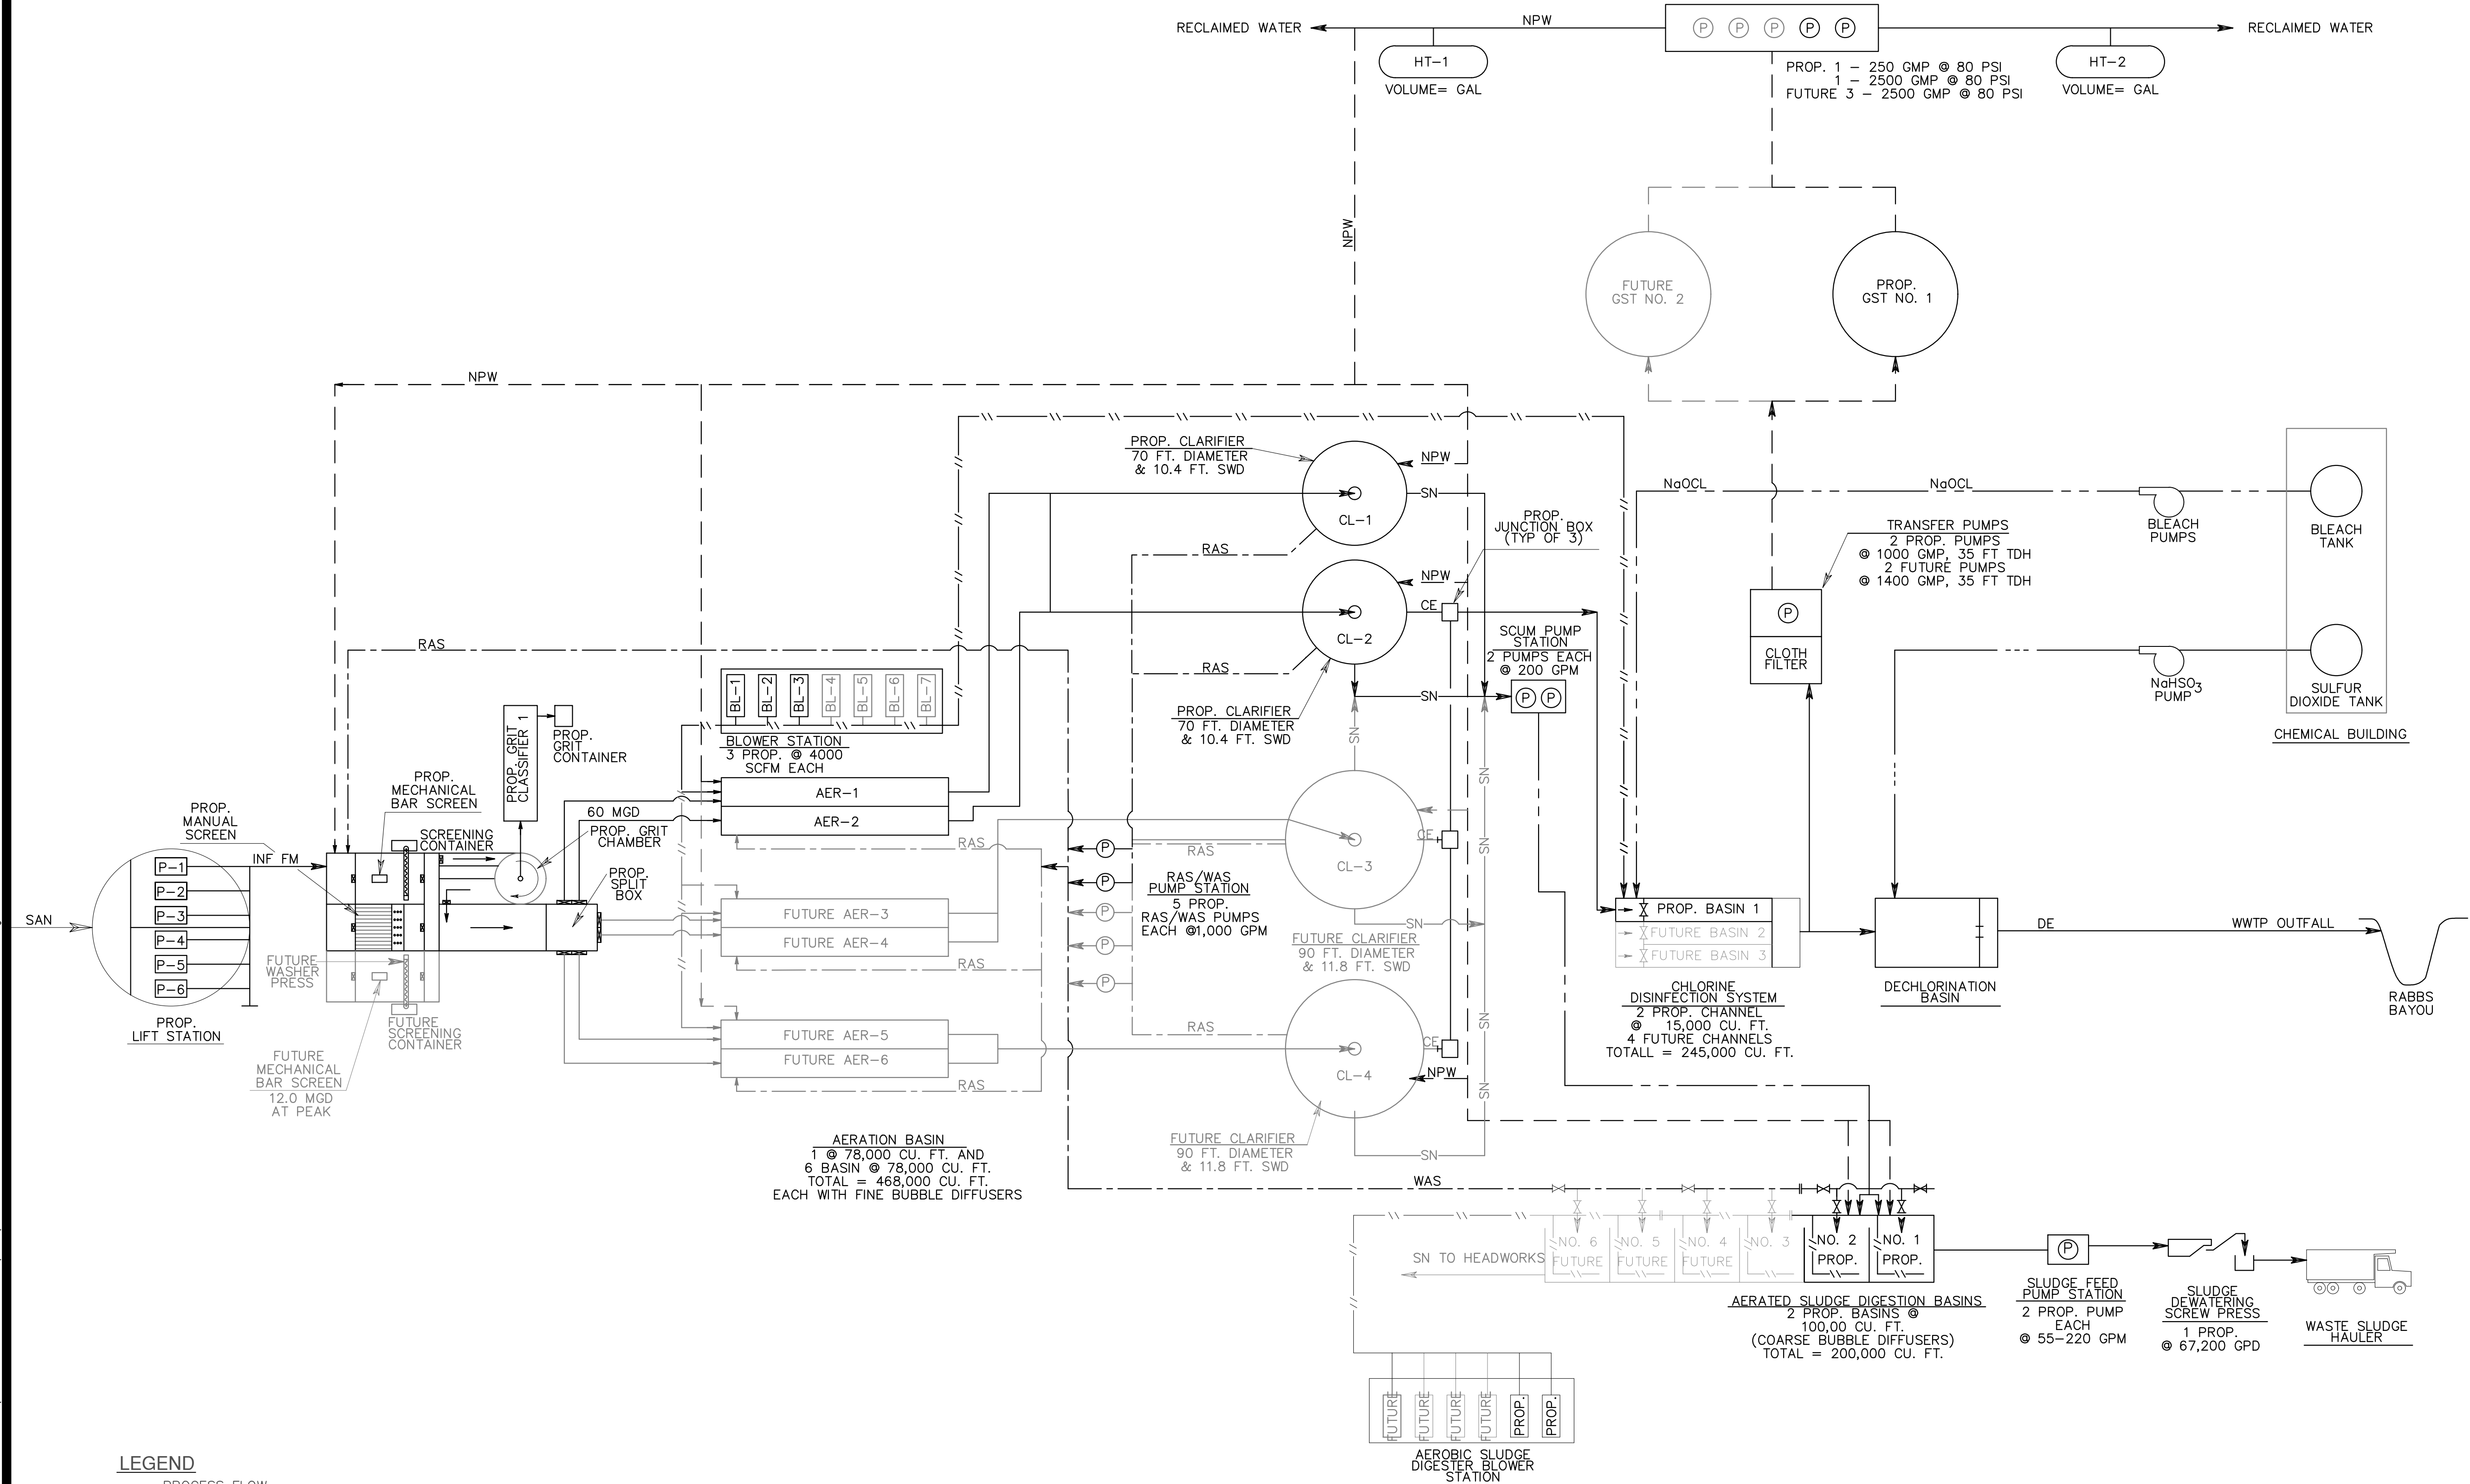 RECLAIMED WATER
NPW
P P P P P
RECLAIMED WATER
HT-1
VOLUME= GAL
PROP. 1 - 250 GMP @ 80 PSI
1 - 2500 GMP @ 80 PSI
FUTURE 3 - 2500 GMP @ 80 PSI
HT-2
VOLUME= GAL
NPW
FUTURE
GST NO. 2
PROP.
GST NO. 1
NPW
PROP. CLARIFIER
70 FT. DIAMETER
& 10.4 FT. SWD
NPW
SN
CL-1
RAS
PROP.
JUNCTION BOX
(TYP OF 3)
NaOCL
NaOCL
BLEACH
PUMPS
BLEACH
TANK
TRANSFER PUMPS
2 PROP. PUMPS
@ 1000 GMP, 35 FT TDH
2 FUTURE PUMPS
@ 1400 GMP, 35 FT TDH
NPW
CE
CL-2
RAS
RAS
P
CLOTH
FILTER
SCUM PUMP
STATION
2 PUMPS EACH
@ 200 GPM
P P
SN
NaHSO3
PUMP
SULFUR
DIOXIDE TANK
CHEMICAL BUILDING
PROP. CLARIFIER
70 FT. DIAMETER
& 10.4 FT. SWD
SN
SN
BL-1
BL-2
BL-3
BL-4
BL-5
BL-6
BL-7
BLOWER STATION
3 PROP. @ 4000
SCFM EACH
PROP. GRIT
CLASSIFIER 1
PROP.
GRIT
CONTAINER
PROP.
MECHANICAL
BAR SCREEN
PROP.
MANUAL
SCREEN
SCREENING
CONTAINER
60 MGD
PROP. GRIT
CHAMBER
AER-1
AER-2
RAS
INF FM
P-1
P-2
P-3
P-4
P-5
P-6
SAN
PROP.
LIFT STATION
PROP.
SPLIT
BOX
FUTURE
WASHER
PRESS
FUTURE
SCREENING
CONTAINER
FUTURE
MECHANICAL
BAR SCREEN
12.0 MGD
AT PEAK
FUTURE AER-3
FUTURE AER-4
RAS
FUTURE AER-5
FUTURE AER-6
RAS
AERATION BASIN
1 @ 78,000 CU. FT. AND
6 BASIN @ 78,000 CU. FT.
TOTAL = 468,000 CU. FT.
EACH WITH FINE BUBBLE DIFFUSERS
P
P
P
P
P
RAS
RAS/WAS
PUMP STATION
5 PROP.
RAS/WAS PUMPS
EACH @1,000 GPM
RAS
CL-3
CE
SN
FUTURE CLARIFIER
90 FT. DIAMETER
& 11.8 FT. SWD
SN
CL-4
CE
NPW
SN
FUTURE CLARIFIER
90 FT. DIAMETER
& 11.8 FT. SWD
SN
PROP. BASIN 1
FUTURE BASIN 2
FUTURE BASIN 3
CHLORINE
DISINFECTION SYSTEM
2 PROP. CHANNEL
@ 15,000 CU. FT.
4 FUTURE CHANNELS
TOTALL = 245,000 CU. FT.
DECHLORINATION
BASIN
DE
WWTP OUTFALL
RABBS
BAYOU
WAS
SN TO HEADWORKS
NO. 6
FUTURE
NO. 5
FUTURE
NO. 4
FUTURE
NO. 3
NO. 2
PROP.
NO. 1
PROP.
AERATED SLUDGE DIGESTION BASINS
2 PROP. BASINS @
100,00 CU. FT.
(COARSE BUBBLE DIFFUSERS)
TOTAL = 200,000 CU. FT.
P
SLUDGE FEED
PUMP STATION
2 PROP. PUMP
EACH
@ 55-220 GPM
SLUDGE
DEWATERING
SCREW PRESS
1 PROP.
@ 67,200 GPD
WASTE SLUDGE
HAULER
FUTURE
FUTURE
FUTURE
FUTURE
PROP.
PROP.
AEROBIC SLUDGE
DIGESTER BLOWER
STATION
LEGEND
PROCESS FLOW